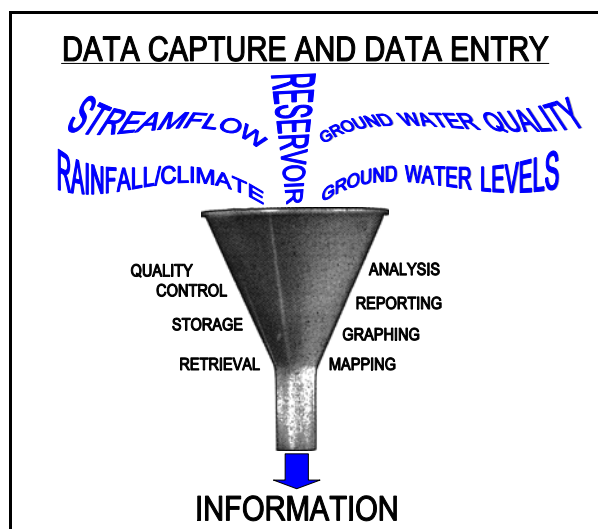 DATA CAPTURE AND DATA ENTRY
STREAMFLOW
RESERVOIR
GROUND WATER QUALITY
RAINFALL/CLIMATE
GROUND WATER LEVELS
QUALITY
CONTROL
STORAGE
RETRIEVAL
ANALYSIS
REPORTING
GRAPHING
MAPPING
INFORMATION